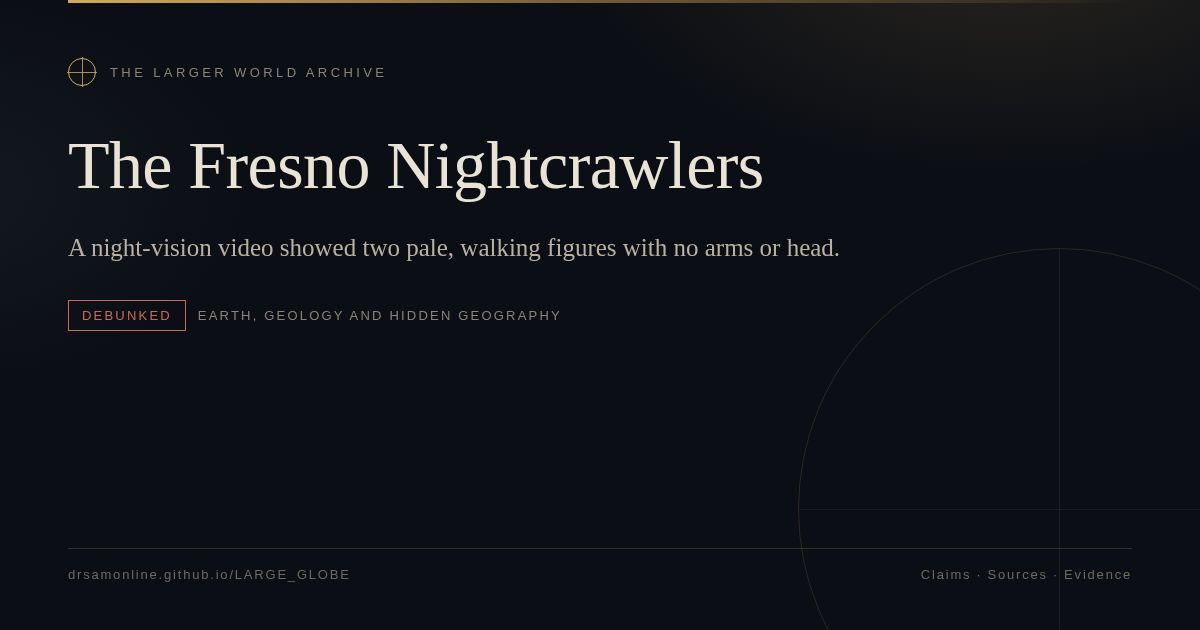 THE LARGER WORLD ARCHIVE
The Fresno Nightcrawlers
A night-vision video showed two pale, walking figures with no arms or head.
DEBUNKED EARTH, GEOLOGY AND HIDDEN GEOGRAPHY
drsamonline.github.io/LARGE_GLOBE Claims · Sources · Evidence